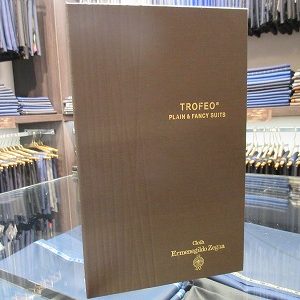 TROFEO®
PLAIN & FANCY SUITS
Cloth
Ermenegildo Zegna